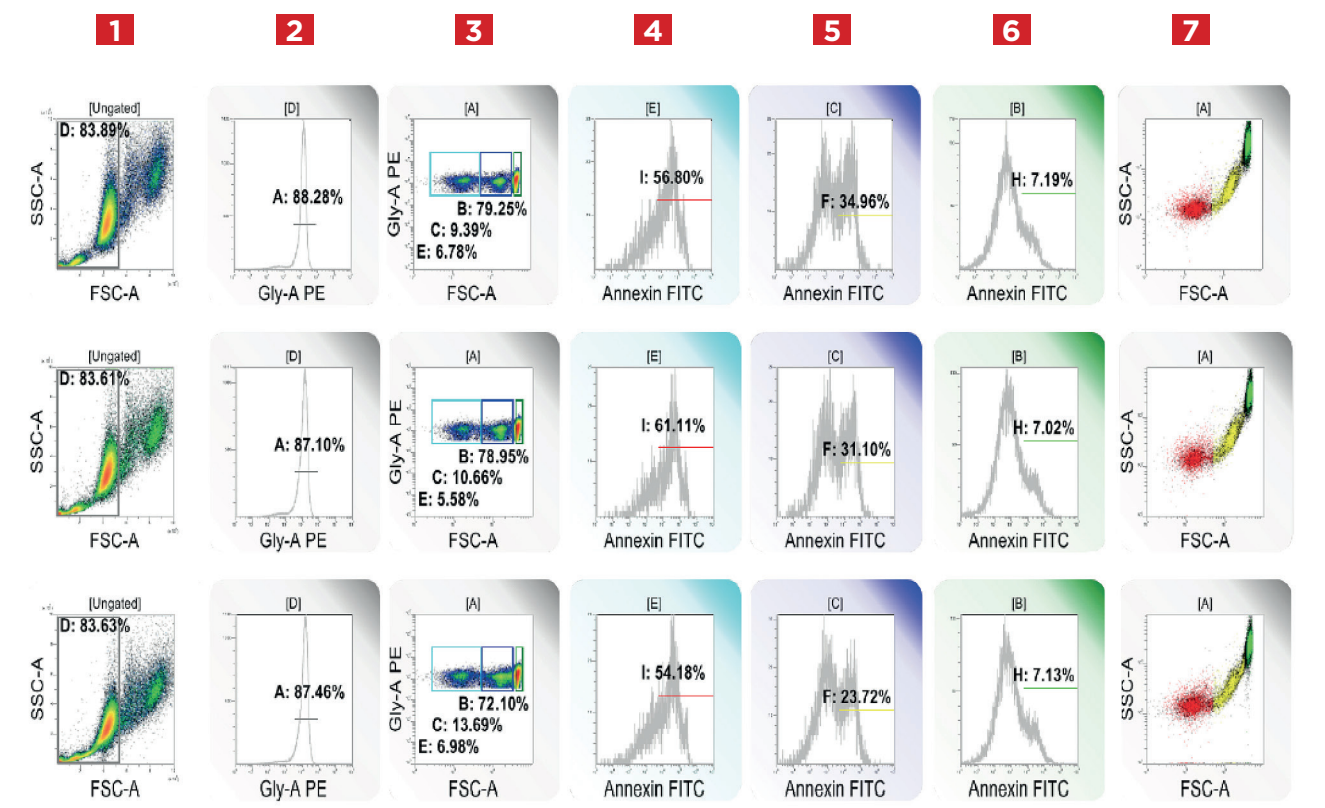 1 2 3 4 5 6 7
[Ungated] [D] [A] [E] [C] [B] [A]
D: 83.89%
A: 88.28%
B: 79.25%
C: 9.39%
E: 6.78%
I: 56.80%
F: 34.96%
H: 7.19%
SSC-A Gly-A PE SSC-A
FSC-A Gly-A PE FSC-A Annexin FITC Annexin FITC Annexin FITC FSC-A
[Ungated] [D] [A] [E] [C] [B] [A]
D: 83.61%
A: 87.10%
B: 78.95%
C: 10.66%
E: 5.58%
I: 61.11%
F: 31.10%
H: 7.02%
SSC-A Gly-A PE SSC-A
FSC-A Gly-A PE FSC-A Annexin FITC Annexin FITC Annexin FITC FSC-A
[Ungated] [D] [A] [E] [C] [B] [A]
D: 83.63%
A: 87.46%
B: 72.10%
C: 13.69%
E: 6.98%
I: 54.18%
F: 23.72%
H: 7.13%
SSC-A Gly-A PE SSC-A
FSC-A Gly-A PE FSC-A Annexin FITC Annexin FITC Annexin FITC FSC-A